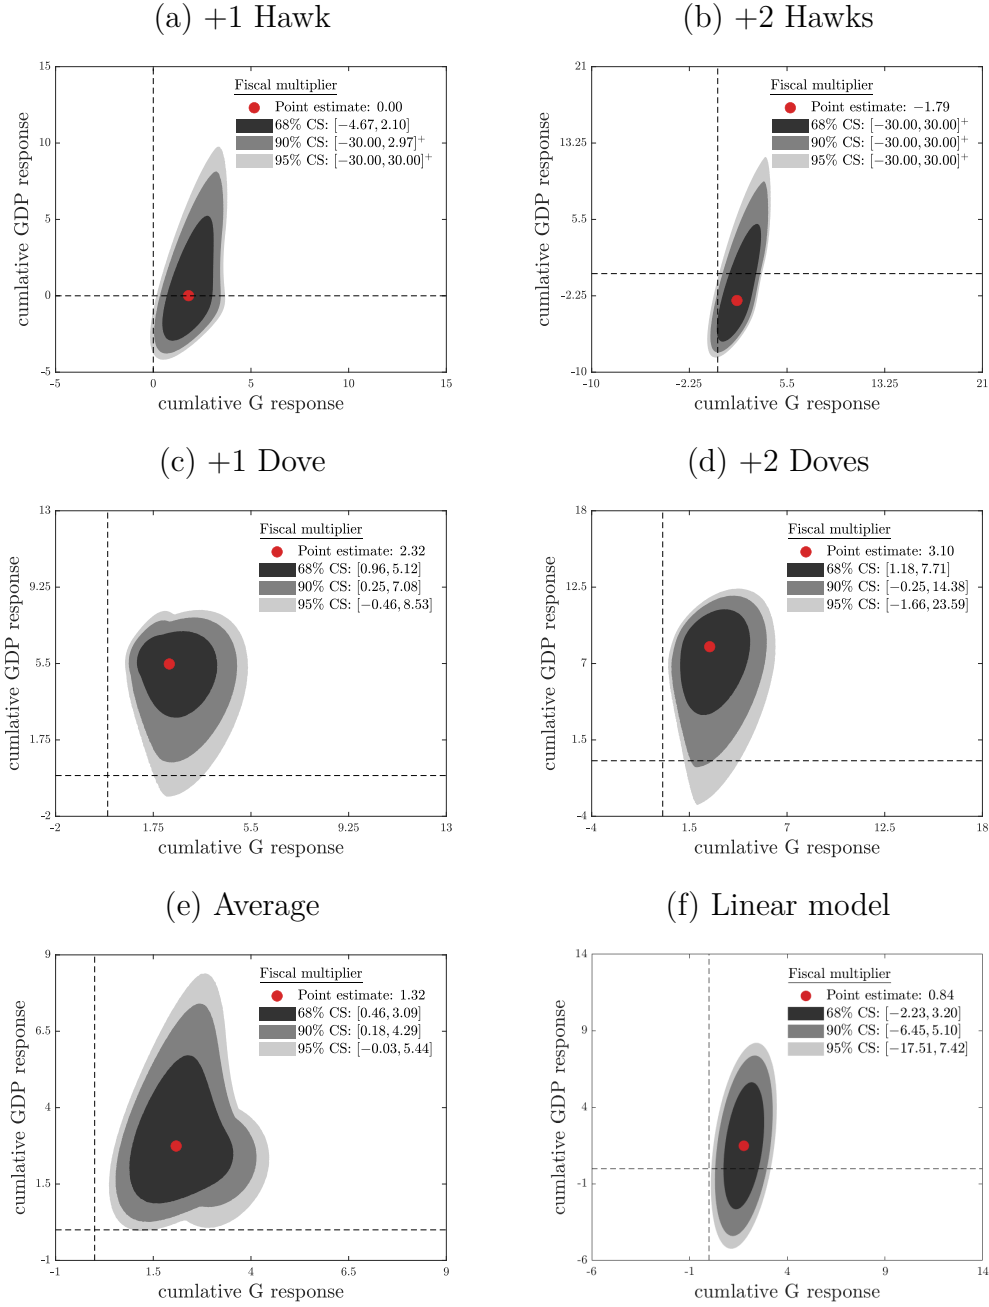 (a) +1 Hawk
15
10
5
0
-5
-5
0
5
10
15
cumlative GDP response
cumlative G response
Fiscal multiplier
Point estimate: 0.00
68% CS: [−4.67, 2.10]
90% CS: [−30.00, 2.97]+
95% CS: [−30.00, 30.00]+
(b) +2 Hawks
21
13.25
5.5
-2.25
-10
-10
-2.25
5.5
13.25
21
cumlative GDP response
cumlative G response
Fiscal multiplier
Point estimate: −1.79
68% CS: [−30.00, 30.00]+
90% CS: [−30.00, 30.00]+
95% CS: [−30.00, 30.00]+
(c) +1 Dove
13
9.25
5.5
1.75
-2
-2
1.75
5.5
9.25
13
cumlative GDP response
cumlative G response
Fiscal multiplier
Point estimate: 2.32
68% CS: [0.96, 5.12]
90% CS: [0.25, 7.08]
95% CS: [−0.46, 8.53]
(d) +2 Doves
18
12.5
7
1.5
-4
-4
1.5
7
12.5
18
cumlative GDP response
cumlative G response
Fiscal multiplier
Point estimate: 3.10
68% CS: [1.18, 7.71]
90% CS: [−0.25, 14.38]
95% CS: [−1.66, 23.59]
(e) Average
9
6.5
4
1.5
-1
-1
1.5
4
6.5
9
cumlative GDP response
cumlative G response
Fiscal multiplier
Point estimate: 1.32
68% CS: [0.46, 3.09]
90% CS: [0.18, 4.29]
95% CS: [−0.03, 5.44]
(f) Linear model
14
9
4
-1
-6
-6
-1
4
9
14
cumlative GDP response
cumlative G response
Fiscal multiplier
Point estimate: 0.84
68% CS: [−2.23, 3.20]
90% CS: [−6.45, 5.10]
95% CS: [−17.51, 7.42]